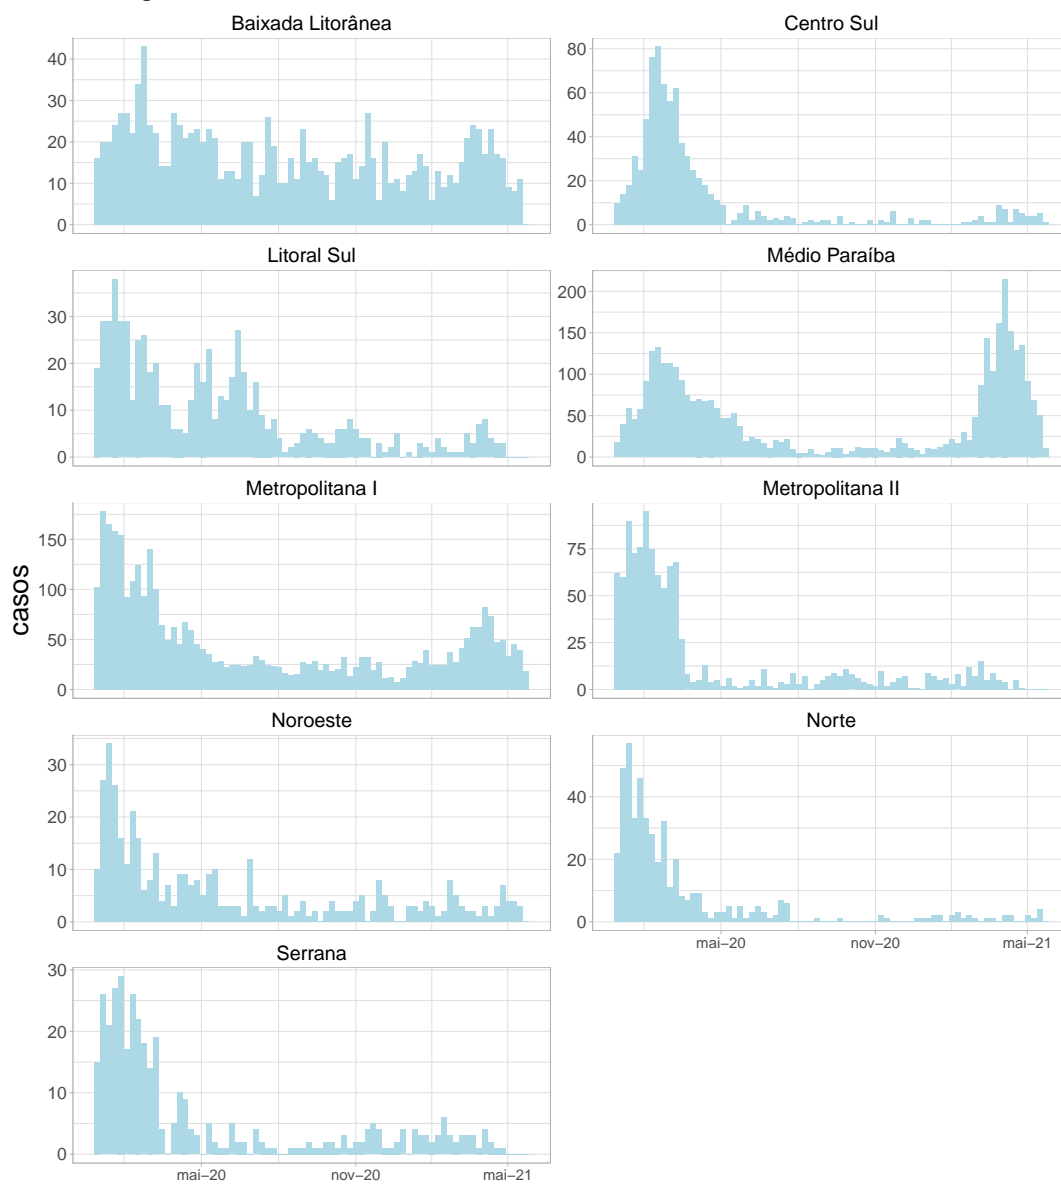 Baixada Litorânea
Centro Sul
40
30
20
10
0
80
60
40
20
0
Litoral Sul
Médio Paraíba
30
20
10
0
200
150
100
50
0
Metropolitana I
Metropolitana II
casos
150
100
50
0
75
50
25
0
Noroeste
Norte
30
20
10
0
40
20
0
mai−20
nov−20
mai−21
Serrana
30
20
10
0
mai−20
nov−20
mai−21